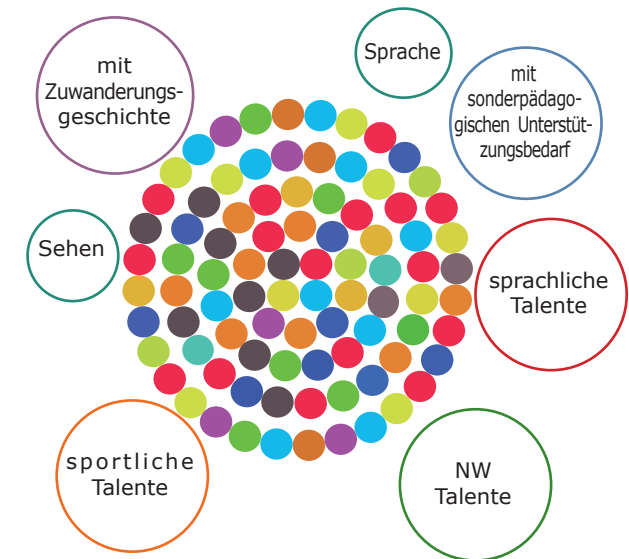 mit
Zuwanderungs-
geschichte
Sprache
mit
sonderpädago-
gischen Unterstüt-
zungsbedarf
Sehen
sprachliche
Talente
sportliche
Talente
NW
Talente